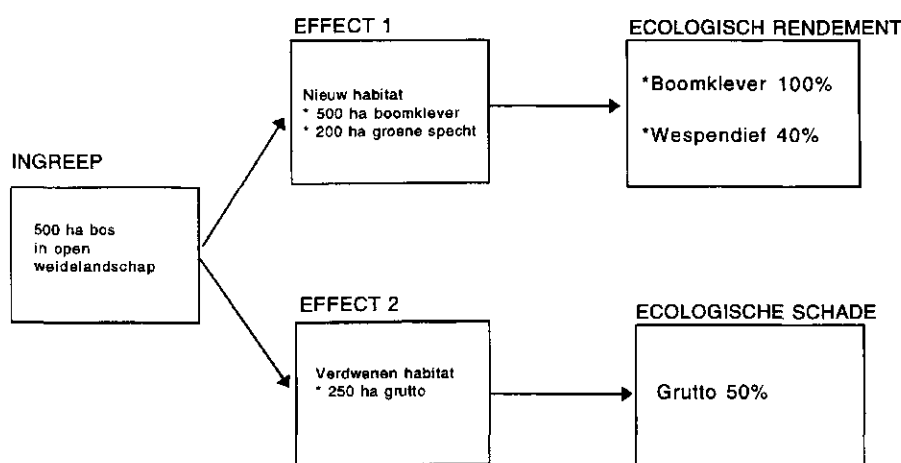 EFFECT 1
Nieuw habitat
* 500 ha boomklever
* 200 ha groene specht
ECOLOGISCH RENDEMENT
*Boomklever 100%
*Wespendief 40%
INGREEP
500 ha bos
in open
weidelandschap
EFFECT 2
Verdwenen habitat
* 250 ha grutto
ECOLOGISCHE SCHADE
Grutto 50%